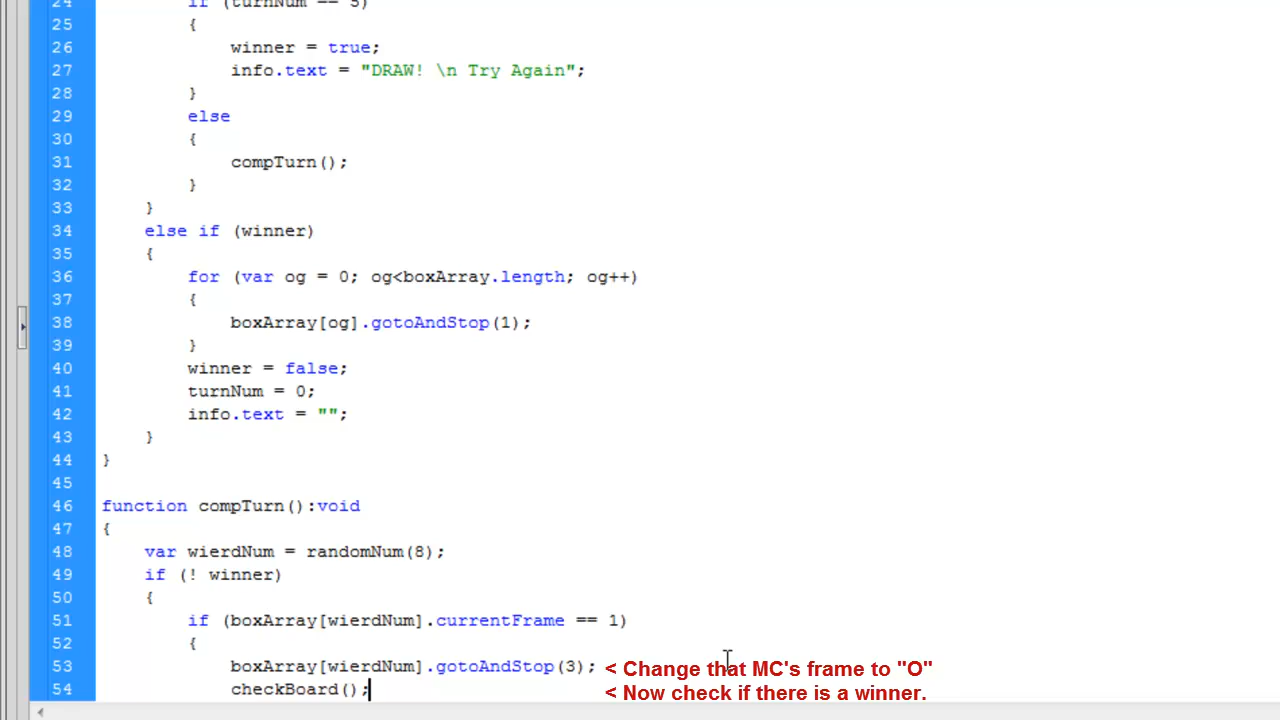 24 if (turnNum == 5)
25 {
26 winner = true;
27 info.text = "DRAW! \n Try Again";
28 }
29 else
30 {
31 compTurn();
32 }
33 }
34 else if (winner)
35 {
36 for (var og = 0; og<boxArray.length; og++)
37 {
38 boxArray[og].gotoAndStop(1);
39 }
40 winner = false;
41 turnNum = 0;
42 info.text = "";
43 }
44 }
45
46 function compTurn():void
47 {
48 var wierdNum = randomNum(8);
49 if (! winner)
50 {
51 if (boxArray[wierdNum].currentFrame == 1)
52 {
53 boxArray[wierdNum].gotoAndStop(3); < Change that MC's frame to "O"
54 checkBoard(); < Now check if there is a winner.